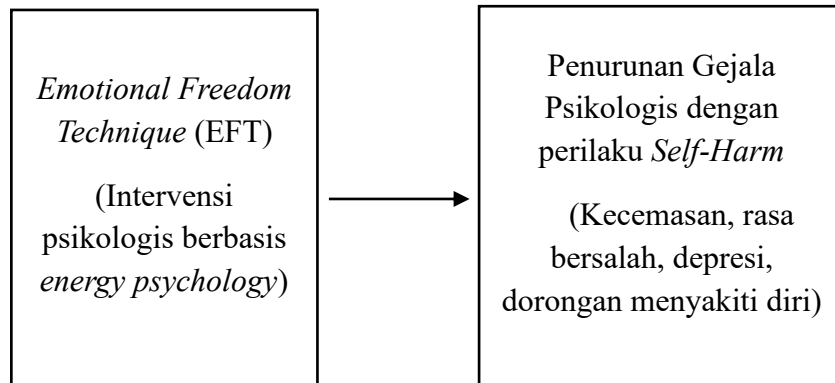 Emotional Freedom
Technique (EFT)
(Intervensi
psikologis berbasis
energy psychology)
Penurunan Gejala
Psikologis dengan
perilaku Self-Harm
(Kecemasan, rasa
bersalah, depresi,
dorongan menyakiti diri)